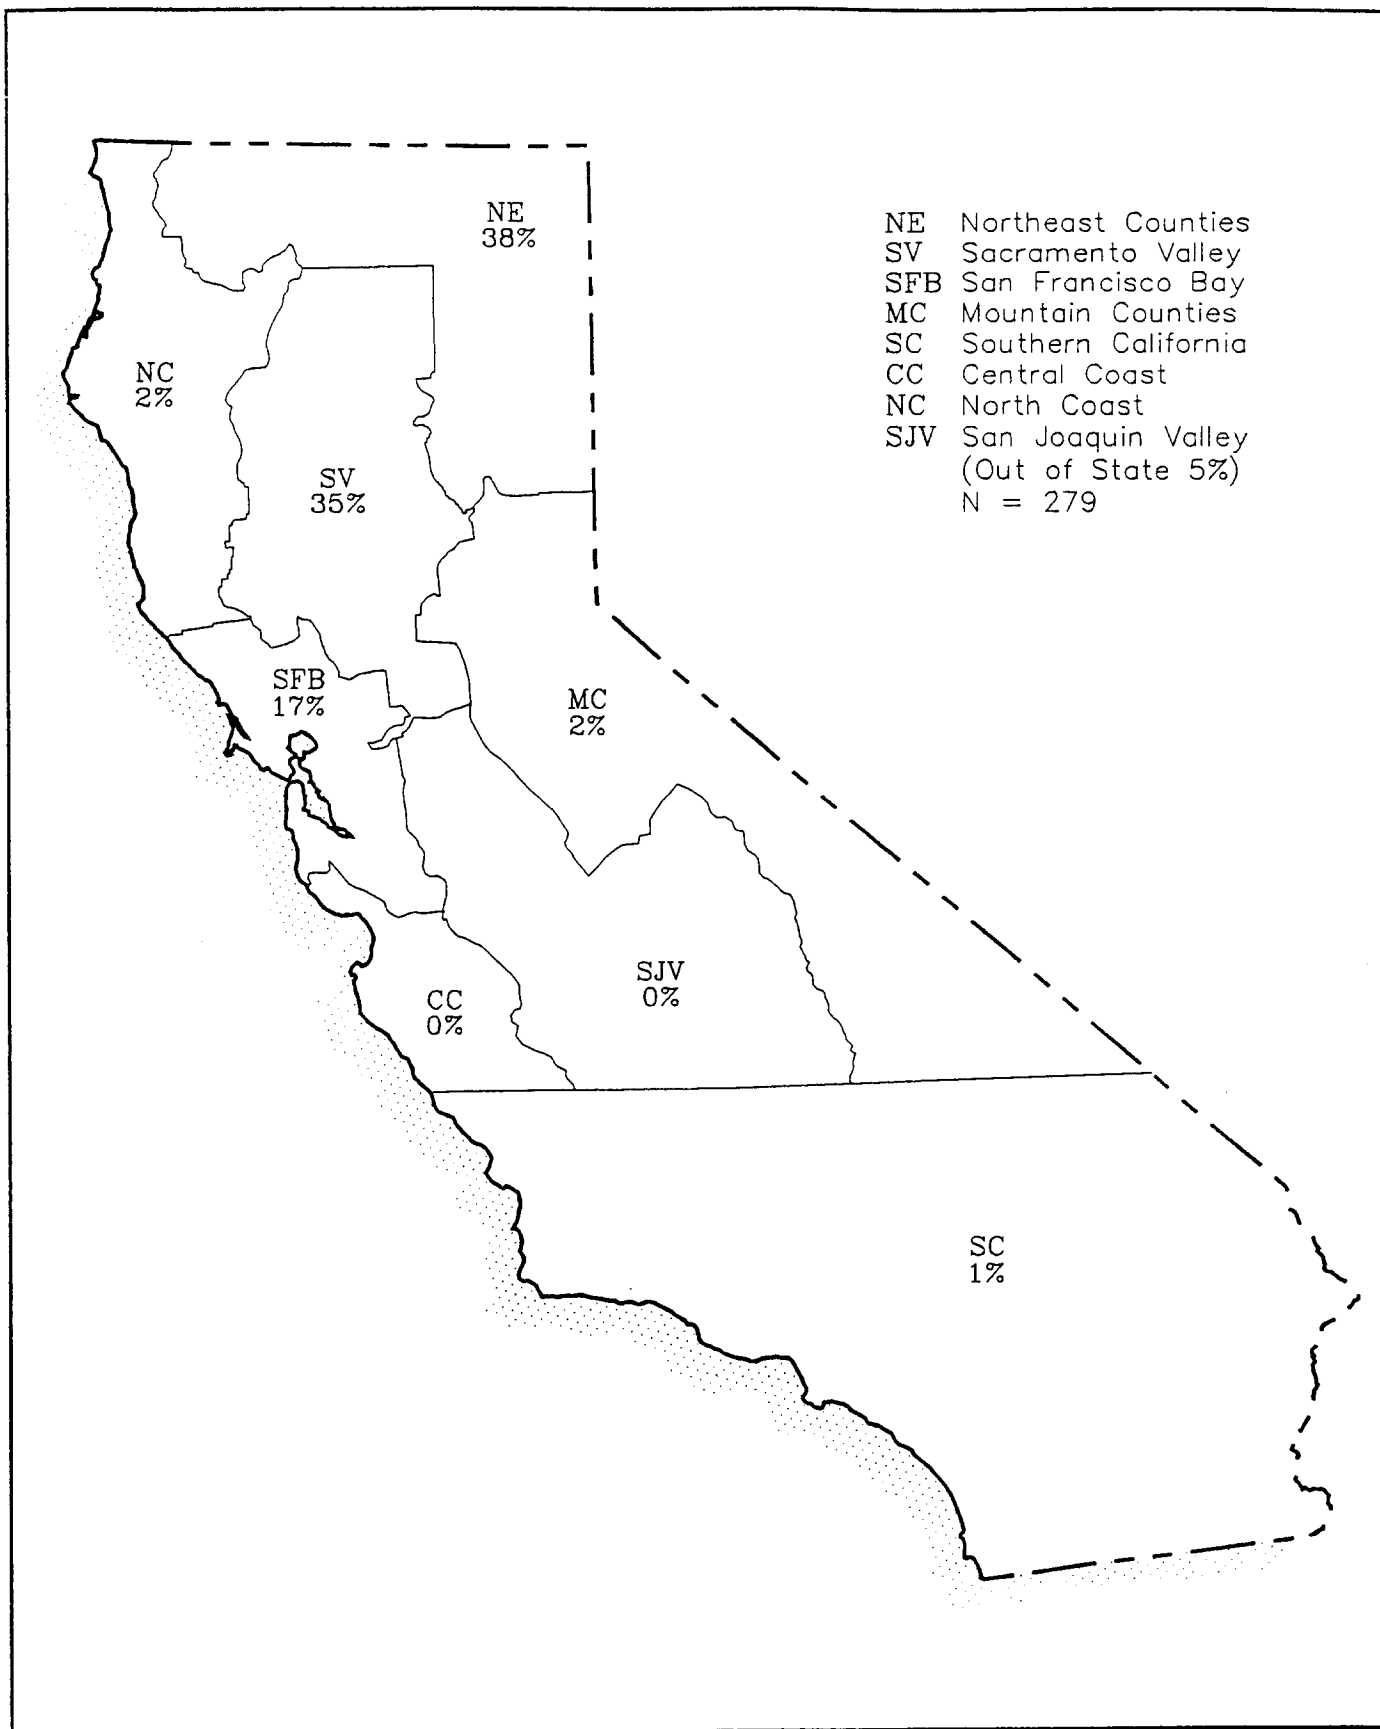 NE
38%
NE Northeast Counties
SV Sacramento Valley
SFB San Francisco Bay
MC Mountain Counties
SC Southern California
CC Central Coast
NC North Coast
SJV San Joaquin Valley
(Out of State 5%)
N = 279
NC
2%
SV
35%
SFB
17%
MC
2%
SJV
0%
CC
0%
SC
1%